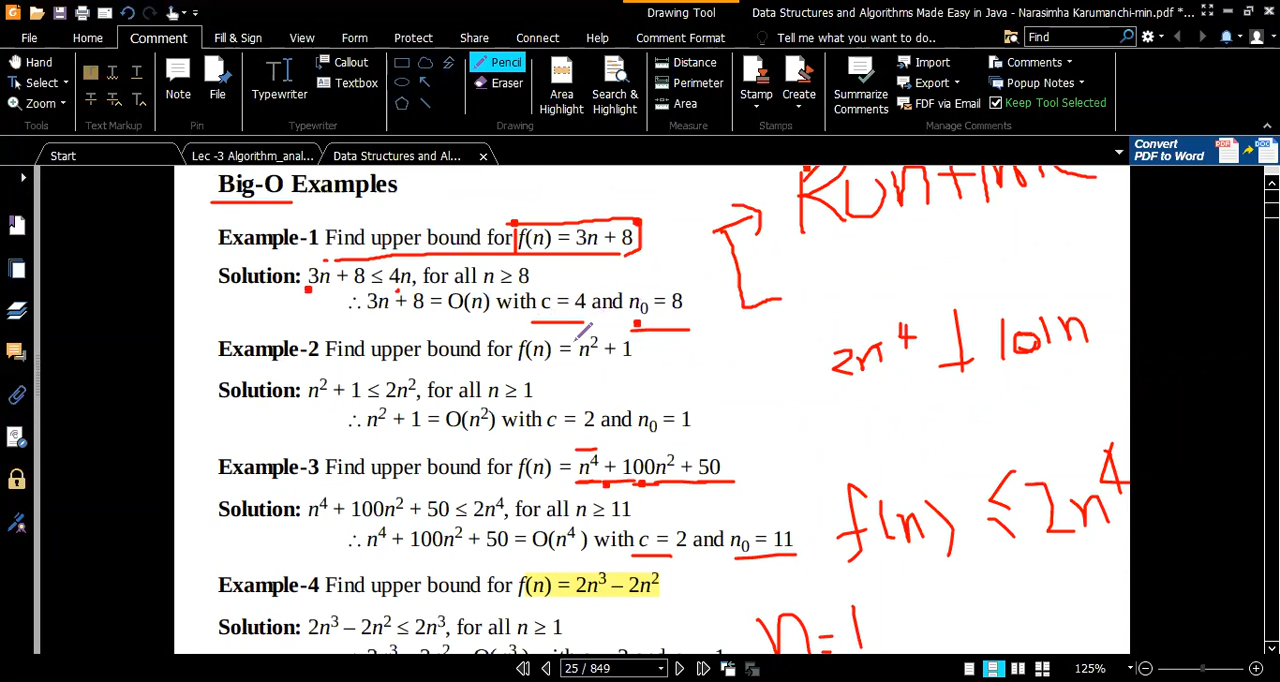 Drawing Tool
Data Structures and Algorithms Made Easy in Java - Narasimha Karumanchi-min.pdf * ...
File Home Comment Fill & Sign View Form Protect Share Connect Help Comment Format Tell me what you want to do.. Find
Hand
Select
Zoom
Tools
Text Markup
Note
File
Pin
Typewriter
Callout
Textbox
Typewriter
Pencil
Eraser
Drawing
Area Highlight
Search & Highlight
Distance
Perimeter
Area
Measure
Stamp
Create
Stamps
Summarize Comments
Import
Export
FDF via Email
Comments
Popup Notes
Keep Tool Selected
Manage Comments
Start
Lec -3 Algorithm_anal...
Data Structures and Al...
Convert PDF to Word
Big-O Examples
Example-1 Find upper bound for f(n) = 3n + 8
Solution: 3n + 8 ≤ 4n, for all n ≥ 8
∴ 3n + 8 = O(n) with c = 4 and n₀ = 8
Example-2 Find upper bound for f(n) = n² + 1
Solution: n² + 1 ≤ 2n², for all n ≥ 1
∴ n² + 1 = O(n²) with c = 2 and n₀ = 1
Example-3 Find upper bound for f(n) = n⁴ + 100n² + 50
Solution: n⁴ + 100n² + 50 ≤ 2n⁴, for all n ≥ 11
∴ n⁴ + 100n² + 50 = O(n⁴ ) with c = 2 and n₀ = 11
Example-4 Find upper bound for f(n) = 2n³ – 2n²
Solution: 2n³ – 2n² ≤ 2n³, for all n ≥ 1
2n⁴
f(n) ≤ 2n⁴
n=1
25 / 849
125%